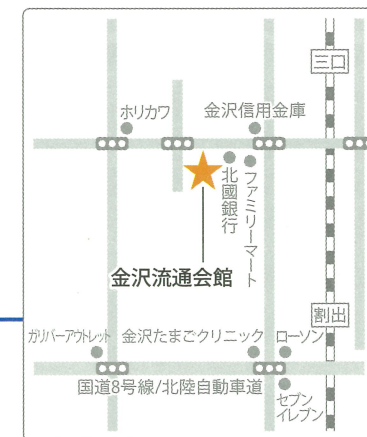 三口
ホリカワ
金沢信用金庫
北國銀行
ファミリーマート
金沢流通会館
割出
ガリバーアウトレット
金沢たまごクリニック
ローソン
国道8号線/北陸自動車道
セブン
イレブン